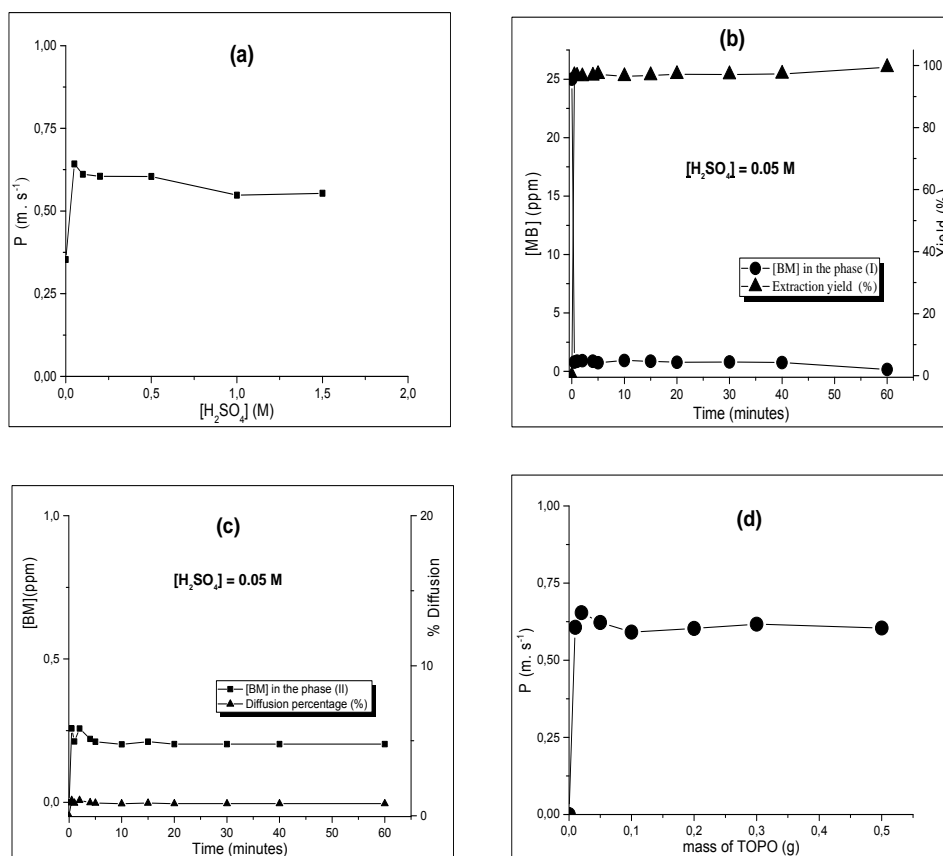 (a)
1,00
0,75
0,50
0,25
0,00
P (m. s⁻¹)
0,0 0,5 1,0 1,5 2,0
[H₂SO₄] (M)
(b)
25
20
15
10
5
0
[MB] (ppm)
[H₂SO₄] = 0.05 M
[BM] in the phase (I)
Extraction yield (%)
100
80
60
40
20
0
0 10 20 30 40 50 60
Time (minutes)
(c)
1,0
0,5
0,0
[BM](ppm)
[H₂SO₄] = 0.05 M
[BM] in the phase (II)
Diffusion percentage (%)
20
10
0
% Diffusion
0 10 20 30 40 50 60
Time (minutes)
(d)
1,00
0,75
0,50
0,25
0,00
P (m. s⁻¹)
0,0 0,1 0,2 0,3 0,4 0,5
mass of TOPO (g)